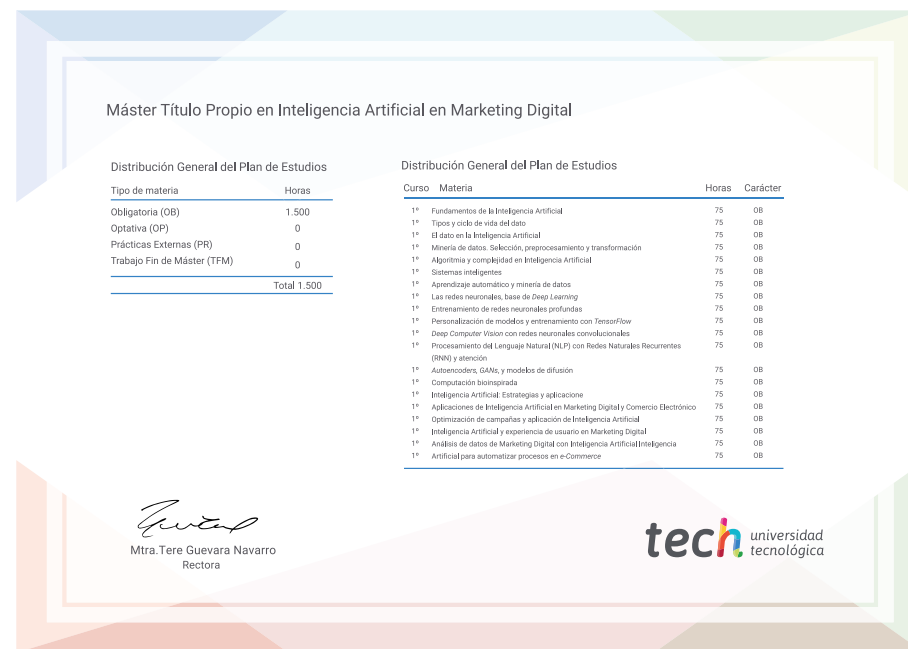 Máster Título Propio en Inteligencia Artificial en Marketing Digital
Distribución General del Plan de Estudios
Tipo de materia Horas
Obligatoria (OB) 1.500
Optativa (OP) 0
Prácticas Externas (PR) 0
Trabajo Fin de Máster (TFM) 0
Total 1.500
Distribución General del Plan de Estudios
Curso Materia Horas Carácter
1º Fundamentos de la Inteligencia Artificial 75 OB
1º Tipos y ciclo de vida del dato 75 OB
1º El dato en la Inteligencia Artificial 75 OB
1º Minería de datos. Selección, preprocesamiento y transformación 75 OB
1º Algoritmia y complejidad en Inteligencia Artificial 75 OB
1º Sistemas inteligentes 75 OB
1º Aprendizaje automático y minería de datos 75 OB
1º Las redes neuronales, base de Deep Learning 75 OB
1º Entrenamiento de redes neuronales profundas 75 OB
1º Personalización de modelos y entrenamiento con TensorFlow 75 OB
1º Deep Computer Vision con redes neuronales convolucionales 75 OB
1º Procesamiento del Lenguaje Natural (NLP) con Redes Naturales Recurrentes 75 OB
(RNN) y atención
1º Autoencoders, GANs, y modelos de difusión 75 OB
1º Computación bioinspirada 75 OB
1º Inteligencia Artificial: Estrategias y aplicacione 75 OB
1º Aplicaciones de Inteligencia Artificial en Marketing Digital y Comercio Electrónico 75 OB
1º Optimización de campañas y aplicación de Inteligencia Artificial 75 OB
1º Inteligencia Artificial y experiencia de usuario en Marketing Digital 75 OB
1º Análisis de datos de Marketing Digital con Inteligencia Artificial Inteligencia 75 OB
1º Artificial para automatizar procesos en e-Commerce 75 OB
Mtra.Tere Guevara Navarro
Rectora
tech universidad
tecnológica